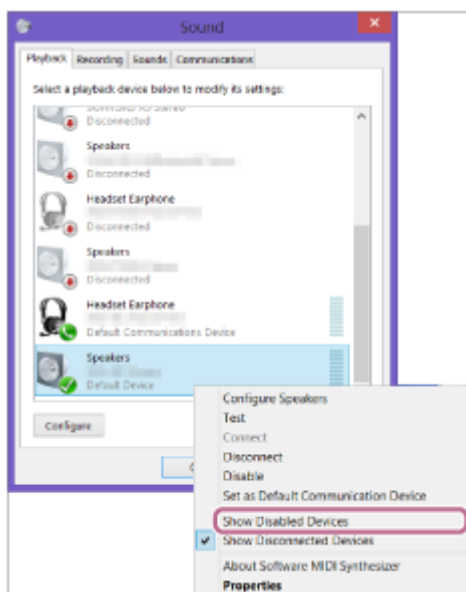 Sound
Playback Recording Sounds Communications
Select a playback device below to modify its settings:
Disconnected
Speakers
Disconnected
Headset Earphone
Disconnected
Speakers
Disconnected
Headset Earphone
Default Communications Device
Speakers
Default Device
Configure
Configure Speakers
Test
Connect
Disconnect
Disable
Set as Default Communication Device
Show Disabled Devices
Show Disconnected Devices
About Software MIDI Synthesizer
Properties